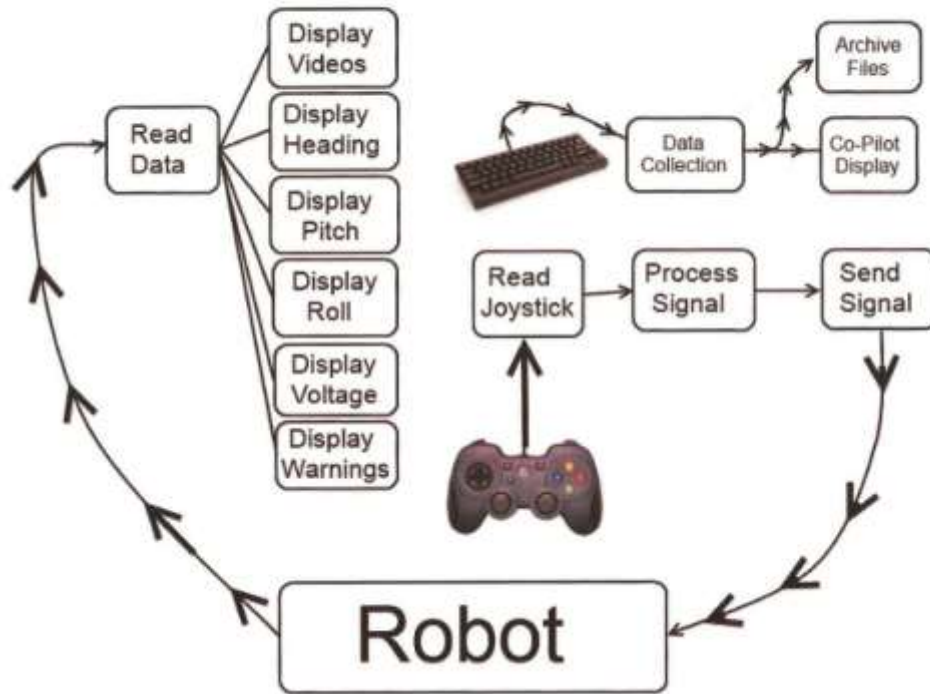 Display
Videos
Display
Heading
Display
Pitch
Display
Roll
Display
Voltage
Display
Warnings
Read
Data
Archive
Files
Data
Collection
Co-Pilot
Display
Read
Joystick
Process
Signal
Send
Signal
Robot